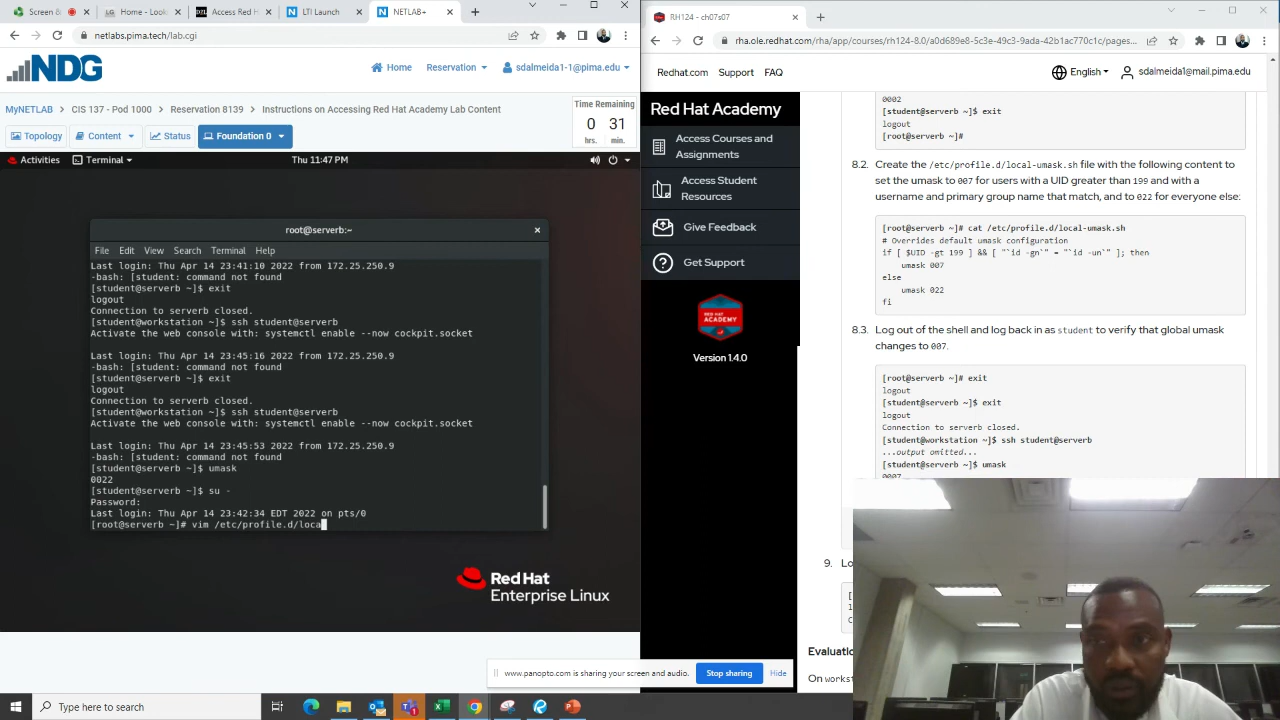 Screen &
Home - Look
Access Red H
LTI Launch
NETLAB+
netlabs.pima.tech/lab.cgi
NDG
Home
Reservation
sdalmeida1-1@pima.edu
MyNETLAB > CIS 137 - Pod 1000 > Reservation 8139 > Instructions on Accessing Red Hat Academy Lab Content
Time Remaining
0 31
hrs. min.
Topology
Content
Status
Foundation 0
Activities
Terminal
Thu 11:47 PM
root@serverb:~
File Edit View Search Terminal Help
Last login: Thu Apr 14 23:41:10 2022 from 172.25.250.9
-bash: [student: command not found
[student@serverb ~]$ exit
logout
Connection to serverb closed.
[student@workstation ~]$ ssh student@serverb
Activate the web console with: systemctl enable --now cockpit.socket
Last login: Thu Apr 14 23:45:16 2022 from 172.25.250.9
-bash: [student: command not found
[student@serverb ~]$ exit
logout
Connection to serverb closed.
[student@workstation ~]$ ssh student@serverb
Activate the web console with: systemctl enable --now cockpit.socket
Last login: Thu Apr 14 23:45:53 2022 from 172.25.250.9
-bash: [student: command not found
[student@serverb ~]$ umask
0022
[student@serverb ~]$ su -
Password:
Last login: Thu Apr 14 23:42:34 EDT 2022 on pts/0
[root@serverb ~]# vim /etc/profile.d/loca
Red Hat
Enterprise Linux
www.panopto.com is sharing your screen and audio.
Stop sharing
Hide
Type here to search
RH124 - ch07s07
rha.ole.redhat.com/rha/app/courses/rh124-8.0/a0d689e8-5c3e-49c3-9ada-42b1ac770c1c/pages...
Redhat.com Support FAQ
English
sdalmeida1@mail.pima.edu
Red Hat Academy
Access Courses and
Assignments
Access Student
Resources
Give Feedback
Get Support
RED HAT
ACADEMY
Version 1.4.0
0002
[student@serverb ~]$ exit
logout
[root@serverb ~]#
8.2. Create the /etc/profile.d/local-umask.sh file with the following content to
set the umask to 007 for users with a UID greater than 199 and with a
username and primary group name that match, and to 022 for everyone else:
[root@serverb ~]# cat /etc/profile.d/local-umask.sh
# Overrides default umask configuration
if [ $UID -gt 199 ] && [ "`id -gn`" = "`id -un`" ]; then
umask 007
else
umask 022
fi
8.3. Log out of the shell and log back in as student to verify that global umask
changes to 007.
[root@serverb ~]# exit
logout
[student@serverb ~]$ exit
logout
Connection to serverb closed.
[student@workstation ~]$ ssh student@serverb
...output omitted...
[student@serverb ~]$ umask
0007
9. Lo
Evaluatio
On works